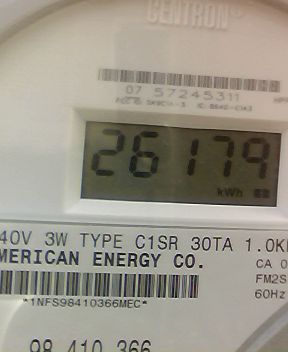 CENTRON
07 57245311
26179
kWh
40V 3W TYPE C1SR 30TA 1.0K
MERICAN ENERGY CO.
CA 0
FM2S
60Hz
*1NFS98410366MEC*
98 410 366